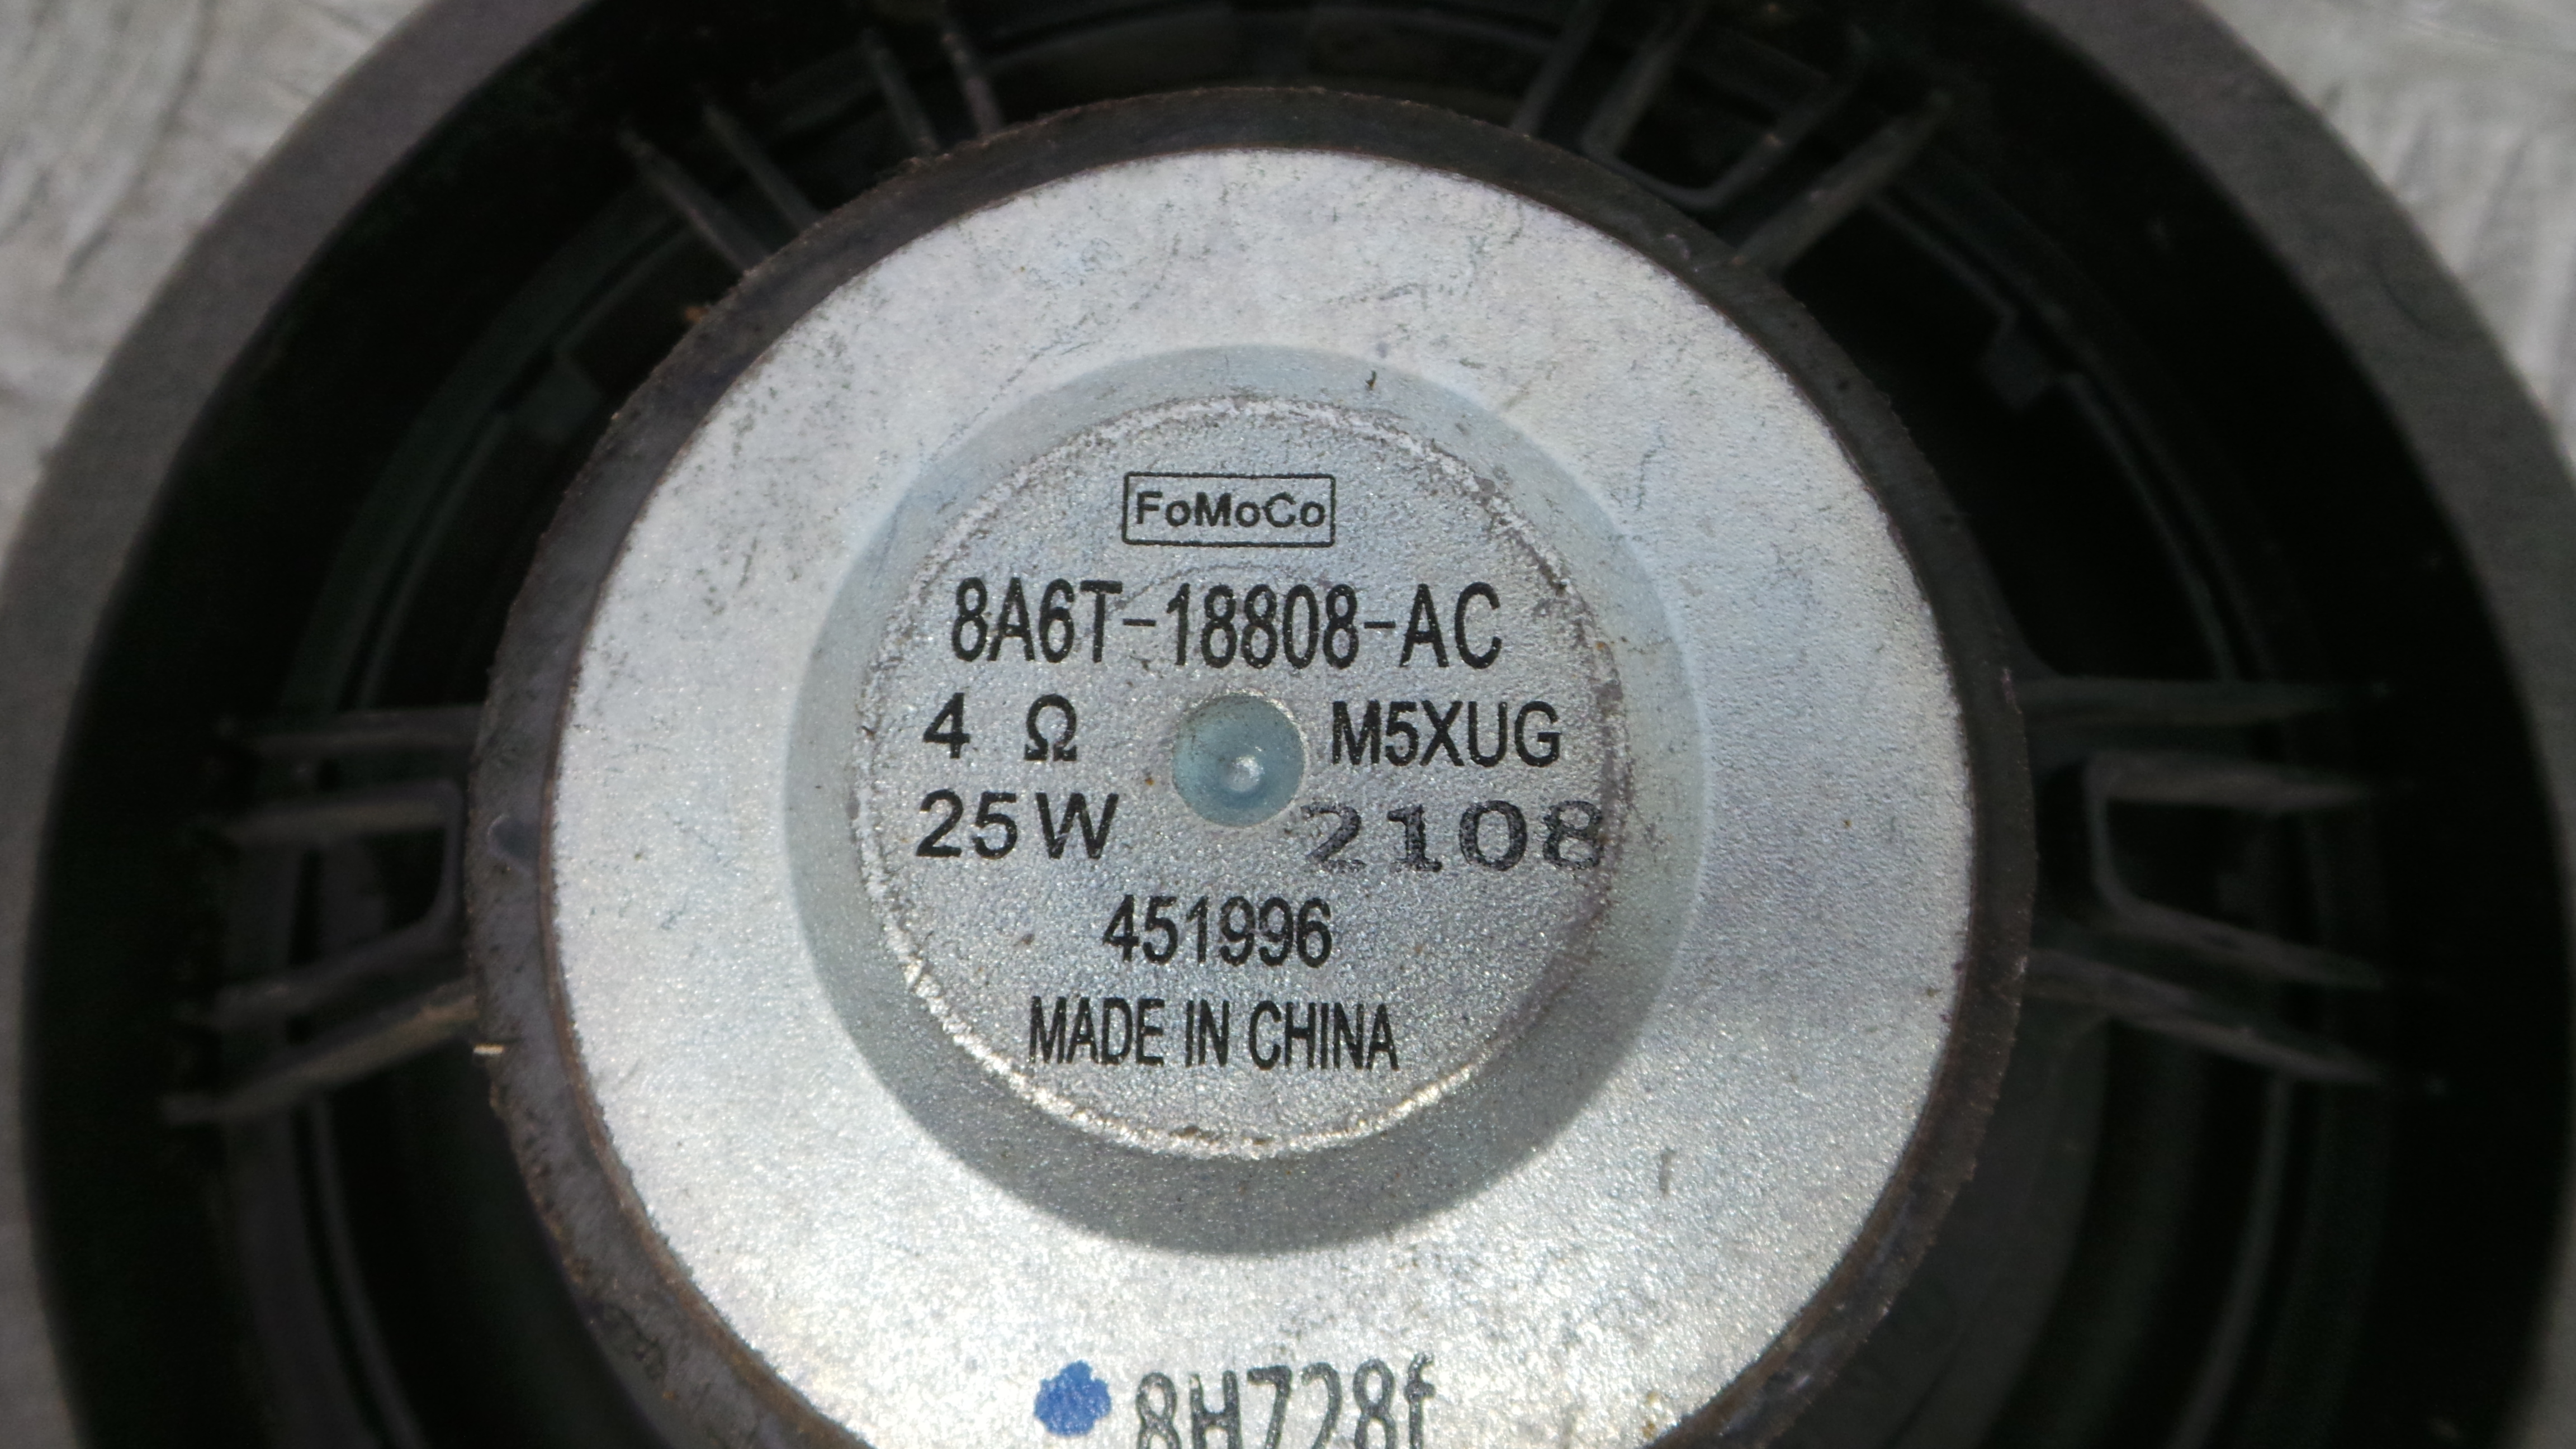 FoMoCo
8A6T-18808-AC
4 Ω M5XUG
25W 2108
451996
MADE IN CHINA
8H728f